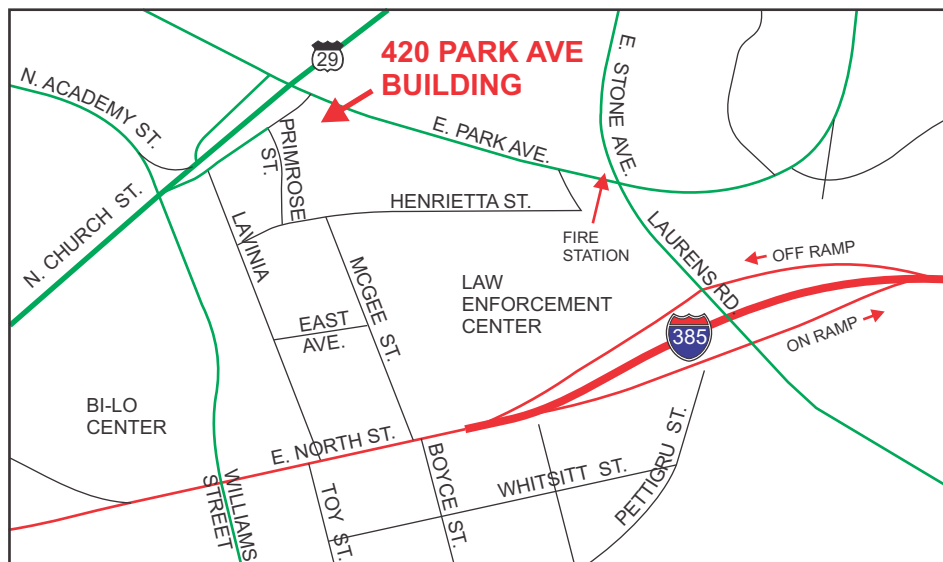 29
420 PARK AVE
BUILDING
N. ACADEMY ST.
E. STONE AVE.
PRIMROSE
ST.
E. PARK AVE.
N. CHURCH ST.
HENRIETTA ST.
LAVINIA
MCGEE ST.
FIRE
STATION
LAURENS RD.
OFF RAMP
LAW
ENFORCEMENT
CENTER
EAST
AVE.
385
ON RAMP
BI-LO
CENTER
E. NORTH ST.
WILLIAMS
STREET
TOY ST.
BOYCE ST.
WHITSITT ST.
PETTIGRU ST.